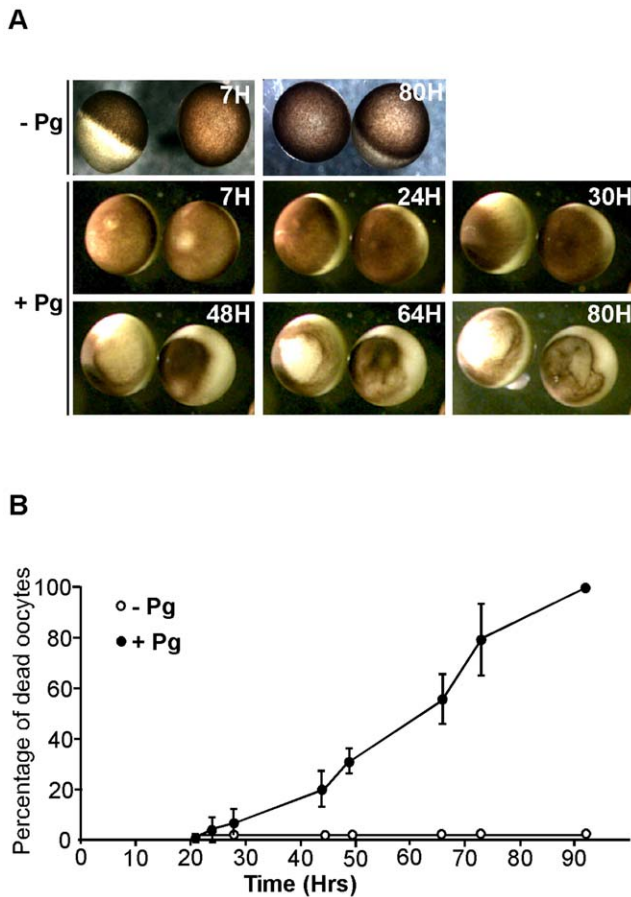 A
- Pg
7H
80H
+ Pg
7H
24H
30H
48H
64H
80H
B
Percentage of dead oocytes
100
80
60
40
20
0
- Pg
+ Pg
0 10 20 30 40 50 60 70 80 90
Time (Hrs)